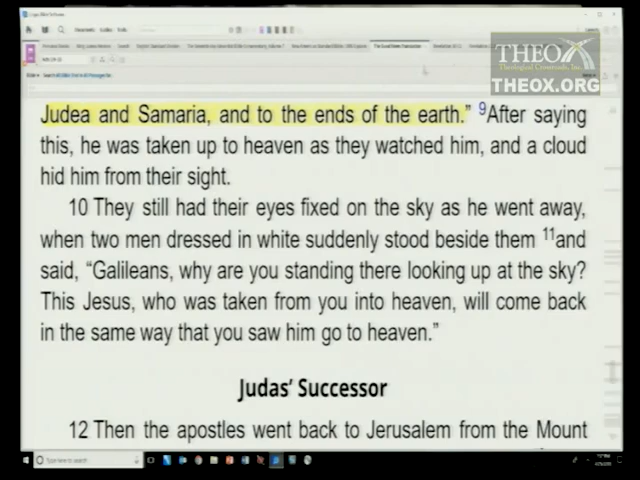 THEOX
THEOX.ORG
Judea and Samaria, and to the ends of the earth.” 9After saying
this, he was taken up to heaven as they watched him, and a cloud
hid him from their sight.
10 They still had their eyes fixed on the sky as he went away,
when two men dressed in white suddenly stood beside them 11and
said, “Galileans, why are you standing there looking up at the sky?
This Jesus, who was taken from you into heaven, will come back
in the same way that you saw him go to heaven.”
Judas’ Successor
12 Then the apostles went back to Jerusalem from the Mount